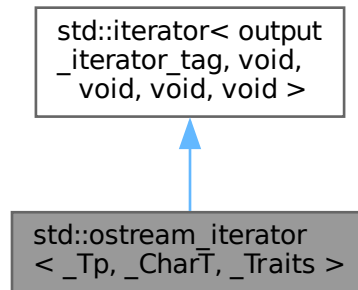 std::iterator< output
_iterator_tag, void,
void, void, void >
std::ostream_iterator
< _Tp, _CharT, _Traits >